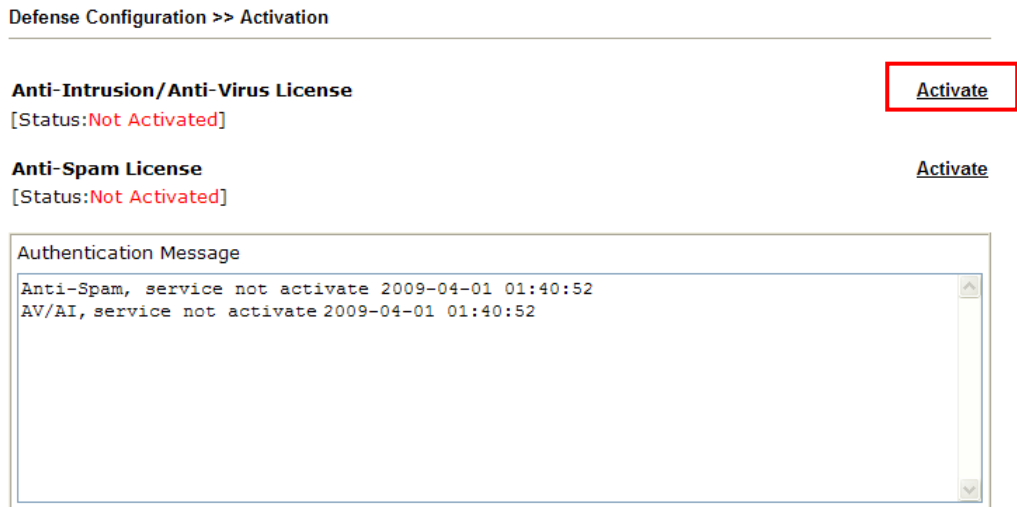 Defense Configuration >> Activation
Anti-Intrusion/Anti-Virus License Activate
[Status:Not Activated]
Anti-Spam License Activate
[Status:Not Activated]
Authentication Message
Anti-Spam, service not activate 2009-04-01 01:40:52
AV/AI, service not activate 2009-04-01 01:40:52